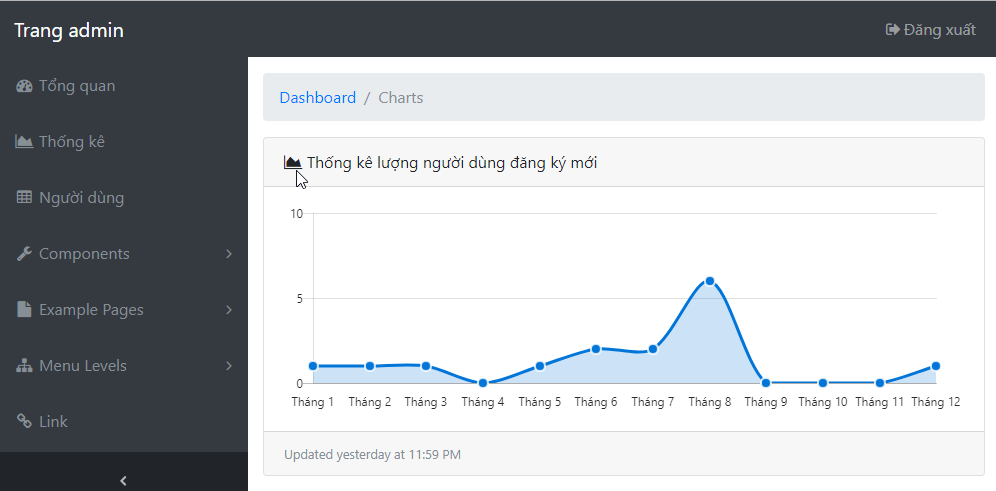 Trang admin
Đăng xuất
Tổng quan
Thống kê
Người dùng
Components
Example Pages
Menu Levels
Link
Dashboard / Charts
Thống kê lượng người dùng đăng ký mới
10
5
0
Tháng 1 Tháng 2 Tháng 3 Tháng 4 Tháng 5 Tháng 6 Tháng 7 Tháng 8 Tháng 9 Tháng 10 Tháng 11 Tháng 12
Updated yesterday at 11:59 PM